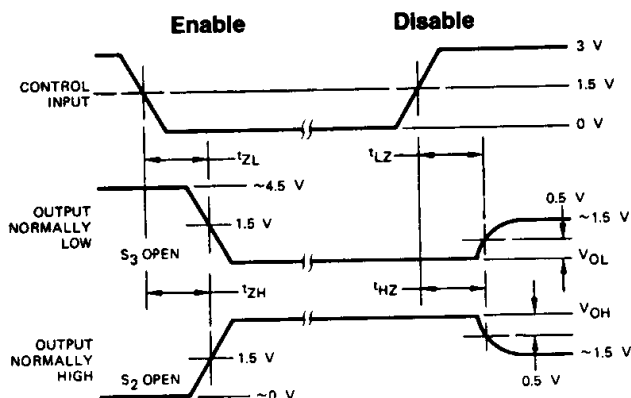 Enable Disable
3 V
CONTROL
INPUT
1.5 V
0 V
tZL tLZ
~4.5 V
0.5 V
OUTPUT
NORMALLY
LOW
1.5 V
~1.5 V
S3 OPEN
VOL
tZH tHZ
VOH
OUTPUT
NORMALLY
HIGH
S2 OPEN
1.5 V
~1.5 V
0.5 V
~0 V